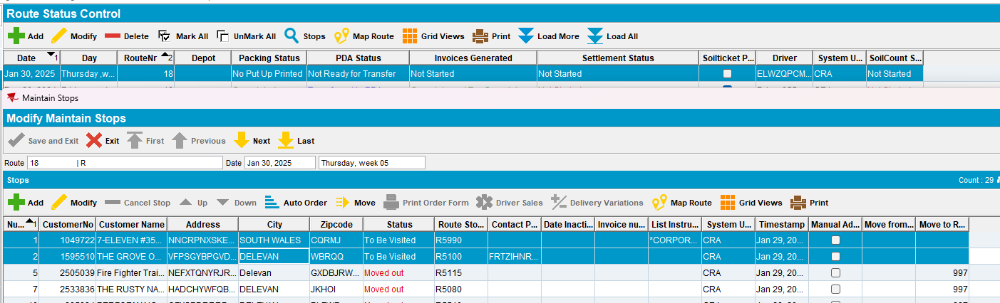 Route Status Control
Add Modify Delete Mark All UnMark All Stops Map Route Grid Views Print Load More Load All
Date 1 Day RouteNr 2 Depot Packing Status PDA Status Invoices Generated Settlement Status Soilticket P... Driver System U... SoilCount S...
Jan 30, 2025 Thursday ,w... 18 No Put Up Printed Not Ready for Transfer Not Started Not Started ELWZQPCM... CRA Not Started
Maintain Stops
Modify Maintain Stops
Save and Exit Exit First Previous Next Last
Route 18 R Date Jan 30, 2025 Thursday, week 05
Stops Count : 29
Add Modify Cancel Stop Up Down Auto Order Move Print Order Form Driver Sales Delivery Variations Map Route Grid Views Print
Nu... 1 CustomerNo Customer Name Address City Zipcode Status Route Sto... Contact P... Date Inacti... Invoice nu... List Instru... System U... Timestamp Manual Ad... Move from... Move to R...
1 1049722 7-ELEVEN #35... NNCRPNXSKE... SOUTH WALES CQRMJ To Be Visited R5990 *CORPOR... CRA Jan 29, 20...
2 1595510 THE GROVE O... VFPSGYBPGVD... DELEVAN WBRQQ To Be Visited R5100 FRTZIHNR... CRA Jan 29, 20...
5 2505039 Fire Fighter Trai... NEFXTQNYRJR... Delevan GXDBJRW... Moved out R5115 CRA Jan 29, 20... 997
7 2533836 THE RUSTY NA... HADCHYWFQB... DELEVAN JKHOI Moved out R5080 CRA Jan 29, 20... 997